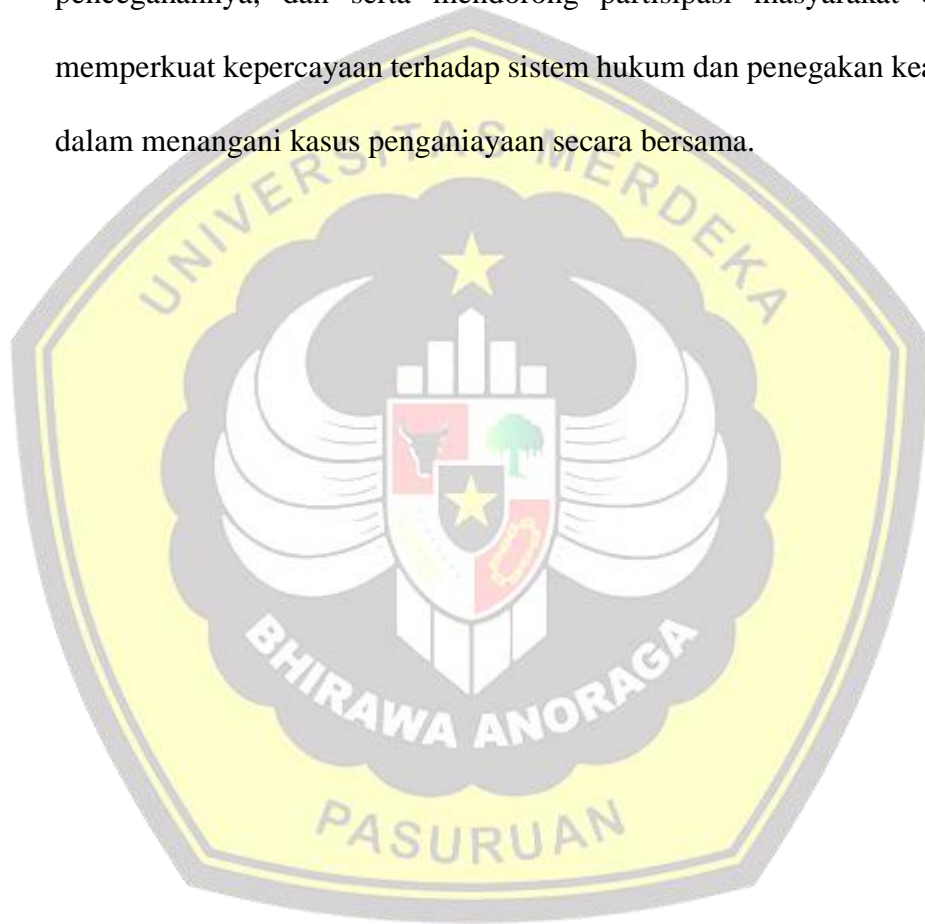 pencegahannya, dan serta mendorong partisipasi masyarakat
memperkuat kepercayaan terhadap sistem hukum dan penegakan
dalam menangani kasus penganiayaan secara bersama.
UNIVERSITAS MERDEKA
BHIRAWA ANORAGA
PASURUAN